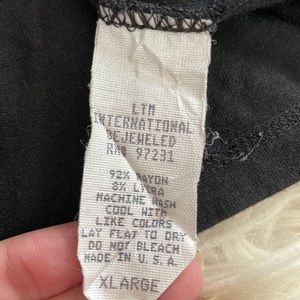 LTM
INTERNATIONAL
BEJEWELED
RN# 97231
92% RAYON
8% LYCRA
MACHINE WASH
COOL WITH
LIKE COLORS
LAY FLAT TO DRY
DO NOT BLEACH
MADE IN U.S.A.
XLARGE